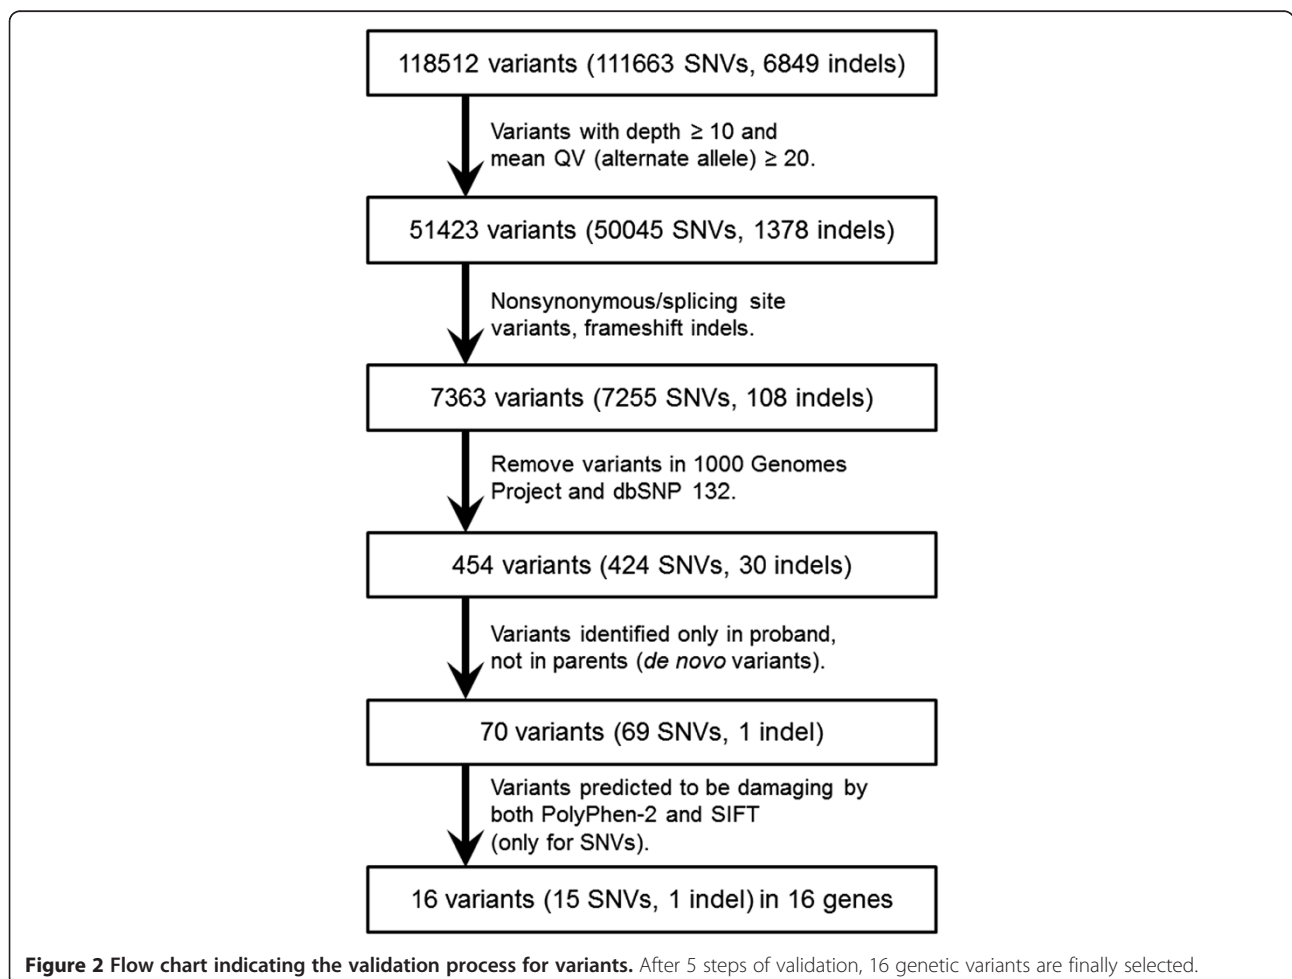 118512 variants (111663 SNVs, 6849 indels)
Variants with depth ≥ 10 and
mean QV (alternate allele) ≥ 20.
51423 variants (50045 SNVs, 1378 indels)
Nonsynonymous/splicing site
variants, frameshift indels.
7363 variants (7255 SNVs, 108 indels)
Remove variants in 1000 Genomes
Project and dbSNP 132.
454 variants (424 SNVs, 30 indels)
Variants identified only in proband,
not in parents (de novo variants).
70 variants (69 SNVs, 1 indel)
Variants predicted to be damaging by
both PolyPhen-2 and SIFT
(only for SNVs).
16 variants (15 SNVs, 1 indel) in 16 genes
Figure 2 Flow chart indicating the validation process for variants. After 5 steps of validation, 16 genetic variants are finally selected.